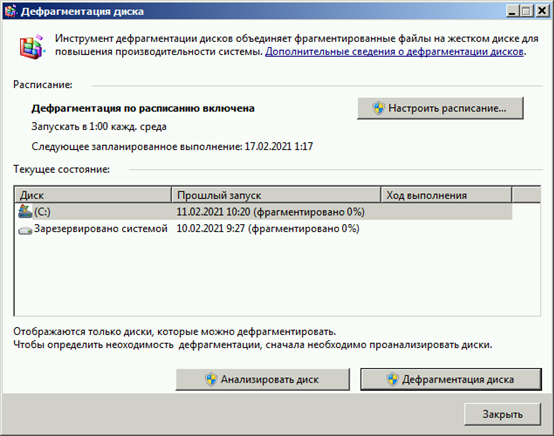 Дефрагментация диска
Инструмент дефрагментации дисков объединяет фрагментированные файлы на жестком диске для
повышения производительности системы. Дополнительные сведения о дефрагментации дисков.
Расписание:
Дефрагментация по расписанию включена
Настроить расписание...
Запускать в 1:00 кажд. среда
Следующее запланированное выполнение: 17.02.2021 1:17
Текущее состояние:
Диск Прошлый запуск Ход выполнения
(C:) 11.02.2021 10:20 (фрагментировано 0%)
Зарезервировано системой 10.02.2021 9:27 (фрагментировано 0%)
Отображаются только диски, которые можно дефрагментировать.
Чтобы определить неоходимость дефрагментации, сначала необходимо проанализировать диски.
Анализировать диск Дефрагментация диска
Закрыть